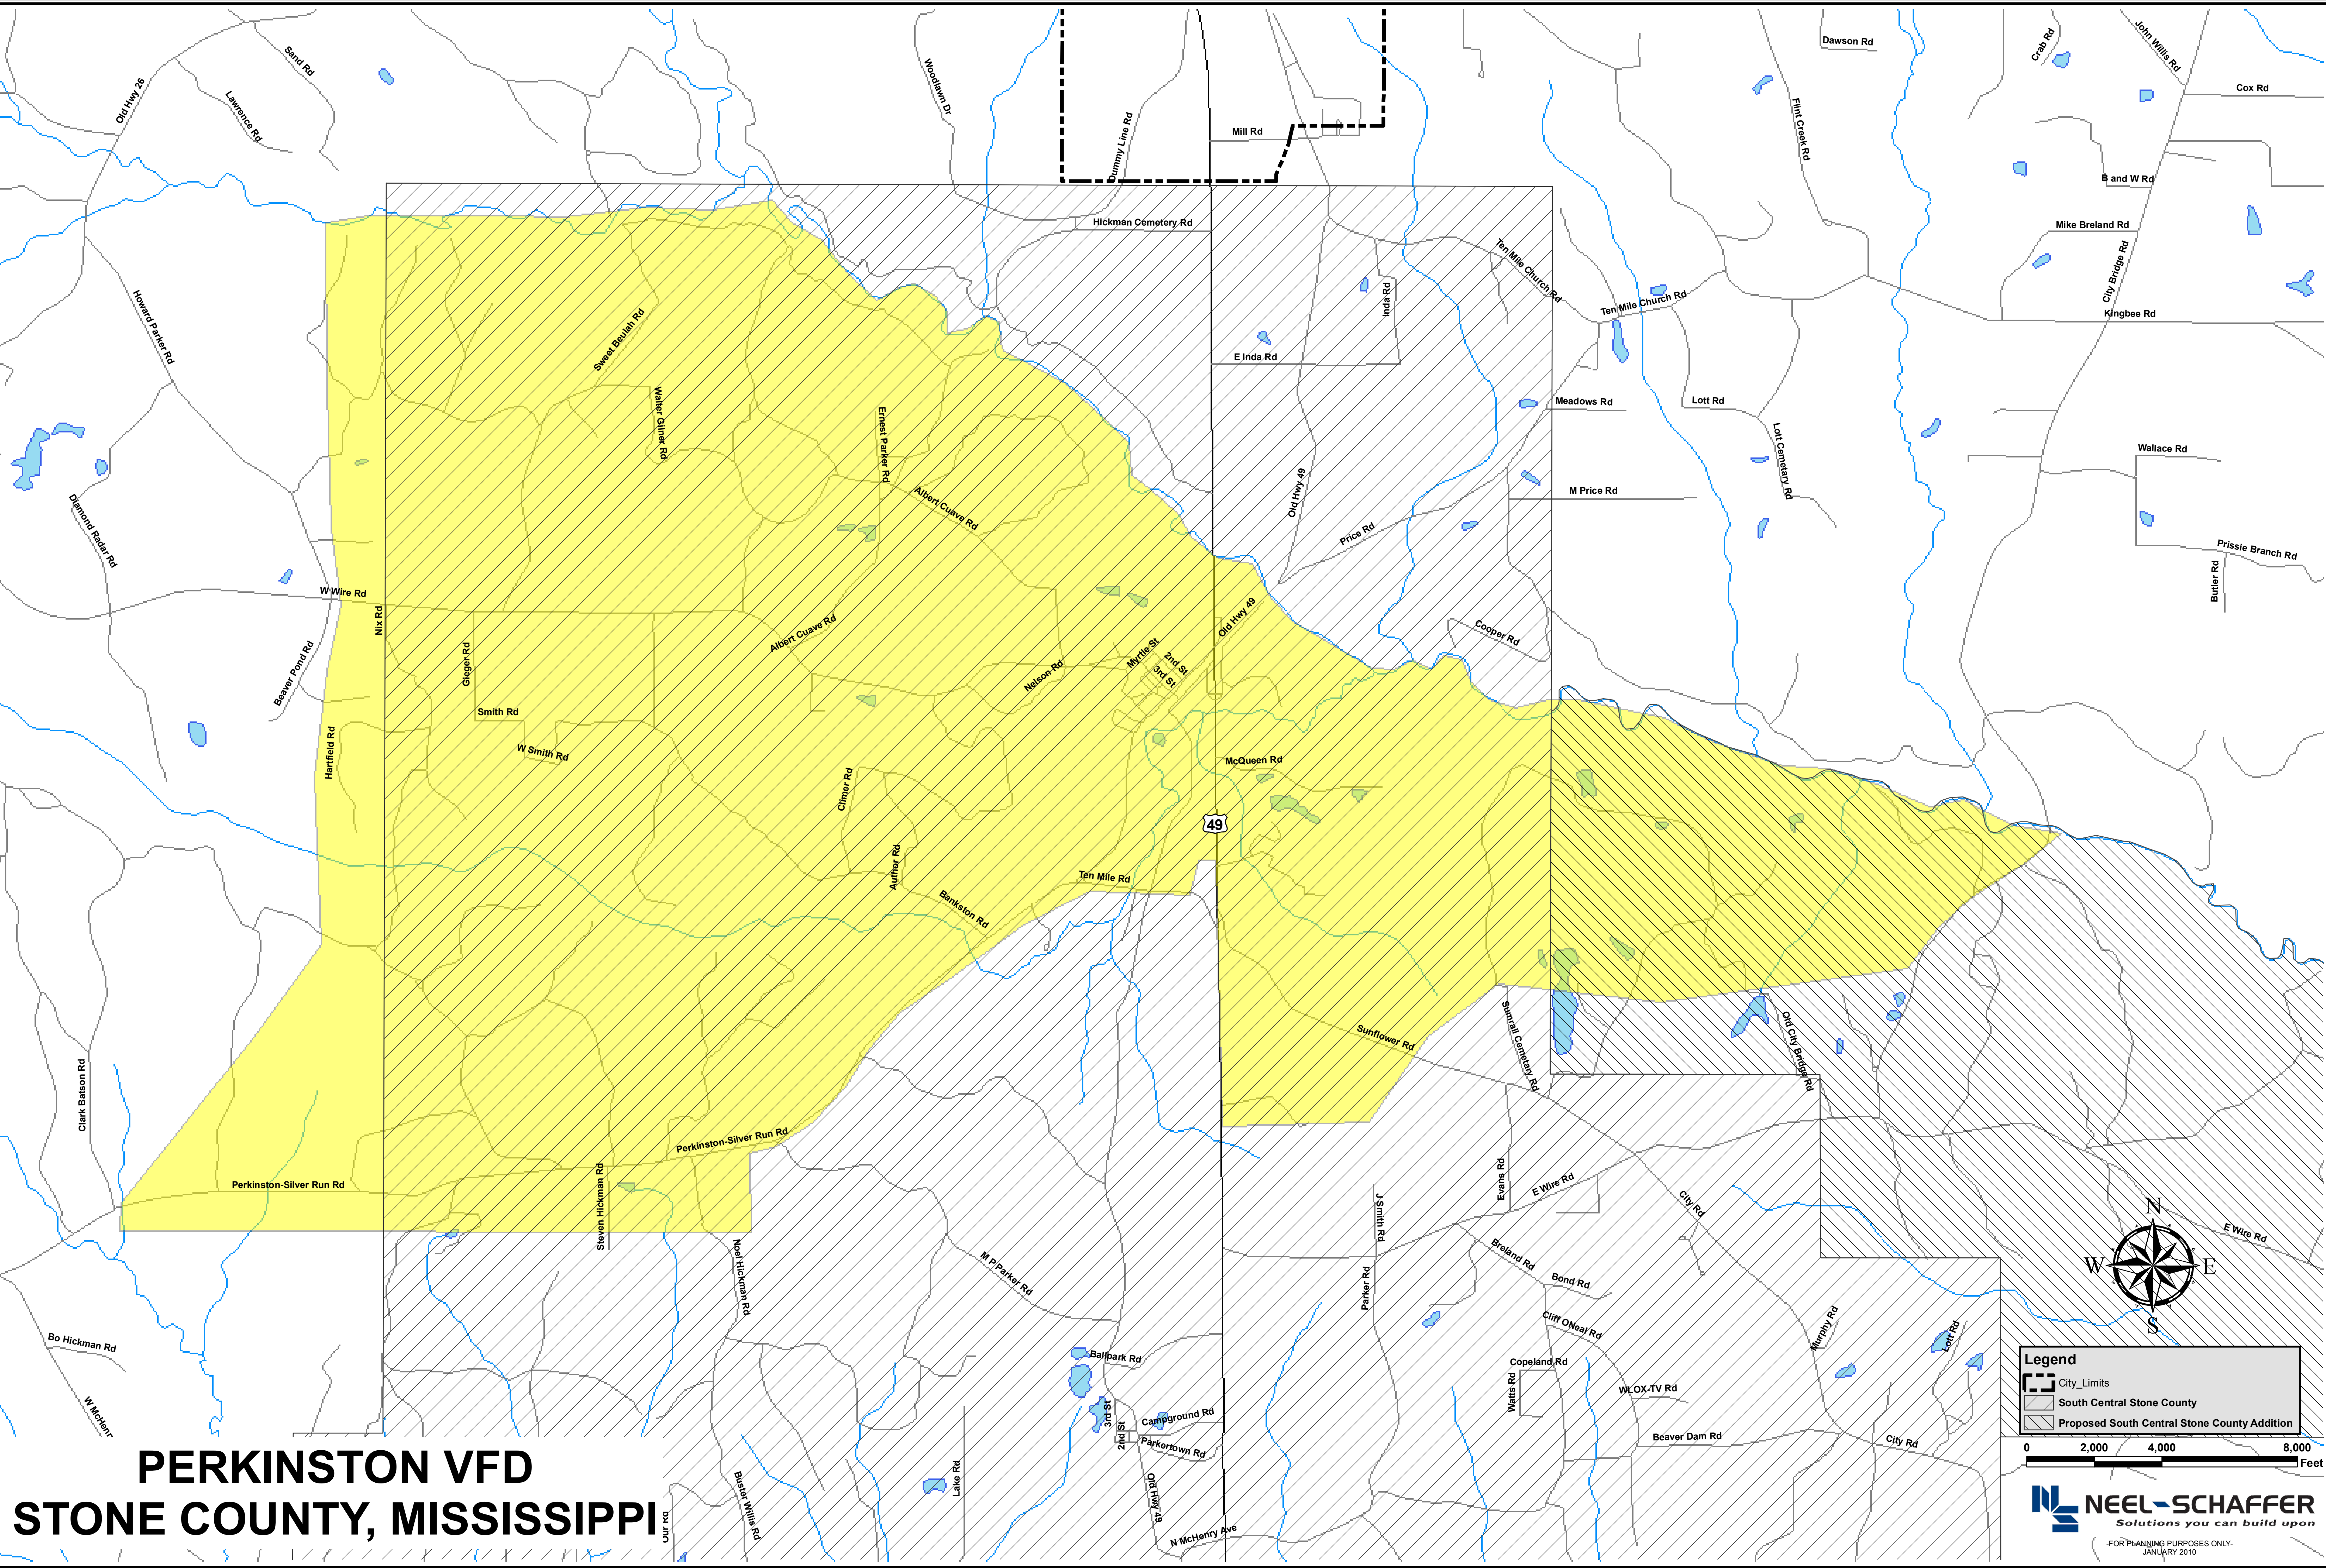 Sand Rd
Old Hwy 26
Lawrence Rd
Woodlawn Dr
Dummy Line Rd
Mill Rd
Dawson Rd
Flint Creek Rd
Crab Rd
John Willis Rd
Cox Rd
B and W Rd
Mike Breland Rd
City Bridge Rd
Kingbee Rd
Hickman Cemetery Rd
Ten Mile Church Rd
Ten Mile Church Rd
Inda Rd
E Inda Rd
Howard Parker Rd
Sweet Beulah Rd
Walter Gilner Rd
Ernest Parker Rd
Albert Cuave Rd
Old Hwy 49
Price Rd
Meadows Rd
Lott Rd
Lott Cemetary Rd
M Price Rd
Wallace Rd
Prissie Branch Rd
Butler Rd
Diamond Radar Rd
W Wire Rd
Nix Rd
Beaver Pond Rd
Gleger Rd
Albert Cuave Rd
Nelson Rd
Myrtle St
2nd St
3rd St
Old Hwy 49
Cooper Rd
Smith Rd
W Smith Rd
Hartfield Rd
Climer Rd
McQueen Rd
49
Author Rd
Bankston Rd
Ten Mile Rd
Sunflower Rd
Sumrall Cemetary Rd
Old City Bridge Rd
Clark Batson Rd
Perkinston-Silver Run Rd
Perkinston-Silver Run Rd
Steven Hickman Rd
Noel Hickman Rd
M P Parker Rd
J Smith Rd
Parker Rd
Evans Rd
E Wire Rd
City Rd
Breland Rd
Bond Rd
Cliff ONeal Rd
Copeland Rd
Watts Rd
WLOX-TV Rd
Murphy Rd
Lott Rd
Beaver Dam Rd
City Rd
E Wire Rd
Bo Hickman Rd
W McHenr
Ballpark Rd
3rd St
2nd St
Campground Rd
Parkertown Rd
Old Hwy 49
N McHenry Ave
Lake Rd
Buster Willis Rd
Our Rd
N
W
E
S
Legend
City_Limits
South Central Stone County
Proposed South Central Stone County Addition
0 2,000 4,000 8,000
Feet
NEEL-SCHAFFER
Solutions you can build upon
-FOR PLANNING PURPOSES ONLY-
JANUARY 2010
PERKINSTON VFD
STONE COUNTY, MISSISSIPPI